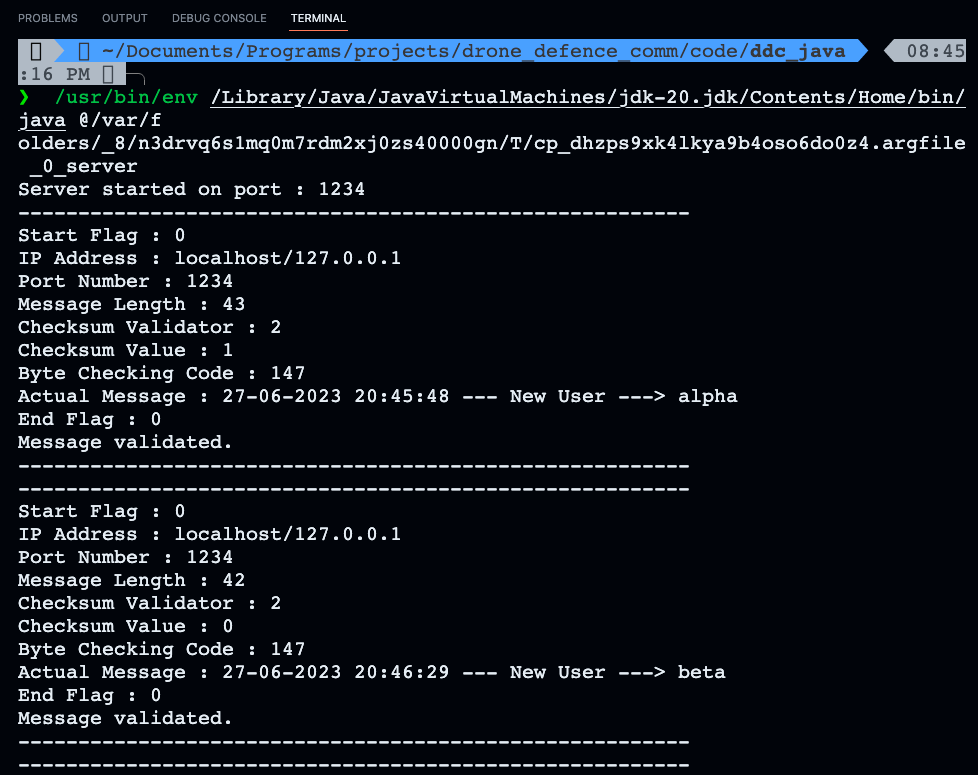 PROBLEMS OUTPUT DEBUG CONSOLE TERMINAL
~/Documents/Programs/projects/drone_defence_comm/code/ddc_java 08:45
:16 PM
❯ /usr/bin/env /Library/Java/JavaVirtualMachines/jdk-20.jdk/Contents/Home/bin/
java @/var/f
olders/_8/n3drvq6s1mq0m7rdm2xj0zs40000gn/T/cp_dhzps9xk4lkya9b4oso6do0z4.argfile
_0_server
Server started on port : 1234
--------------------------------------------------------
Start Flag : 0
IP Address : localhost/127.0.0.1
Port Number : 1234
Message Length : 43
Checksum Validator : 2
Checksum Value : 1
Byte Checking Code : 147
Actual Message : 27-06-2023 20:45:48 --- New User ---> alpha
End Flag : 0
Message validated.
--------------------------------------------------------
--------------------------------------------------------
Start Flag : 0
IP Address : localhost/127.0.0.1
Port Number : 1234
Message Length : 42
Checksum Validator : 2
Checksum Value : 0
Byte Checking Code : 147
Actual Message : 27-06-2023 20:46:29 --- New User ---> beta
End Flag : 0
Message validated.
--------------------------------------------------------
--------------------------------------------------------